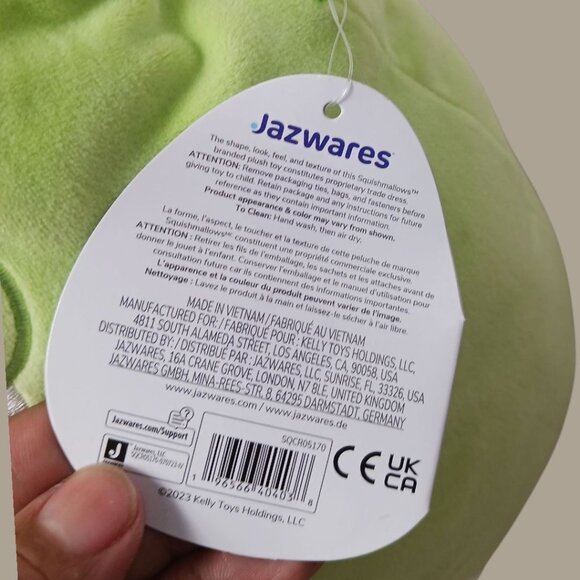 Jazwares
The shape, look, feel, and texture of this Squishmallows™
branded plush toy constitutes proprietary trade dress.
ATTENTION: Remove packaging ties, bags, and fasteners before
giving toy to child. Retain package and any instructions for future
reference as they contain important information.
Product appearance & color may vary from shown.
To Clean: Hand wash, then air dry.
La forme, l'aspect, le toucher et la texture de cette peluche de marque
Squishmallows™ constituent une propriété commerciale exclusive.
ATTENTION : Retirer les fils de l'emballage, les sachets et les attaches avant de
donner le jouet à l'enfant. Conserver l'emballage et le manuel d'utilisation pour
consultation future car ils contiennent des informations importantes.
L'apparence et la couleur du produit peuvent varier de l'image.
Nettoyage : Lavez le produit à la main et laissez-le sécher à l'air libre.
MADE IN VIETNAM / FABRIQUÉ AU VIETNAM
MANUFACTURED FOR: / FABRIQUÉ POUR : KELLY TOYS HOLDINGS, LLC,
4811 SOUTH ALAMEDA STREET, LOS ANGELES, CA, 90058, USA
DISTRIBUTED BY: / DISTRIBUÉ PAR : JAZWARES, LLC, SUNRISE, FL, 33326, USA
JAZWARES, 16A CRANE GROVE, LONDON, N7 8LE, UNITED KINGDOM
JAZWARES GMBH, MINA-REES-STR. 8, 64295 DARMSTADT, GERMANY
www.jazwares.com / www.jazwares.de
Jazwares.com/Support
Jazwares, LLC
SQCR05170
1 96566 40403 8
CE UK CA
©2023 Kelly Toys Holdings, LLC